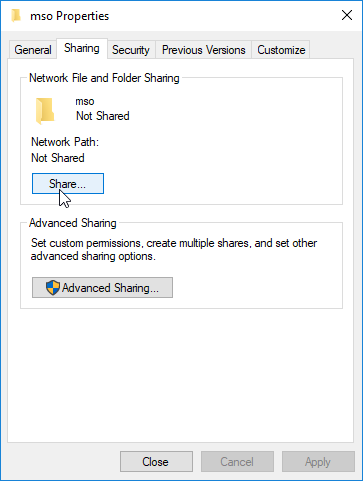 mso Properties
General Sharing Security Previous Versions Customize
Network File and Folder Sharing
mso
Not Shared
Network Path:
Not Shared
Share...
Advanced Sharing
Set custom permissions, create multiple shares, and set other
advanced sharing options.
Advanced Sharing...
Close Cancel Apply